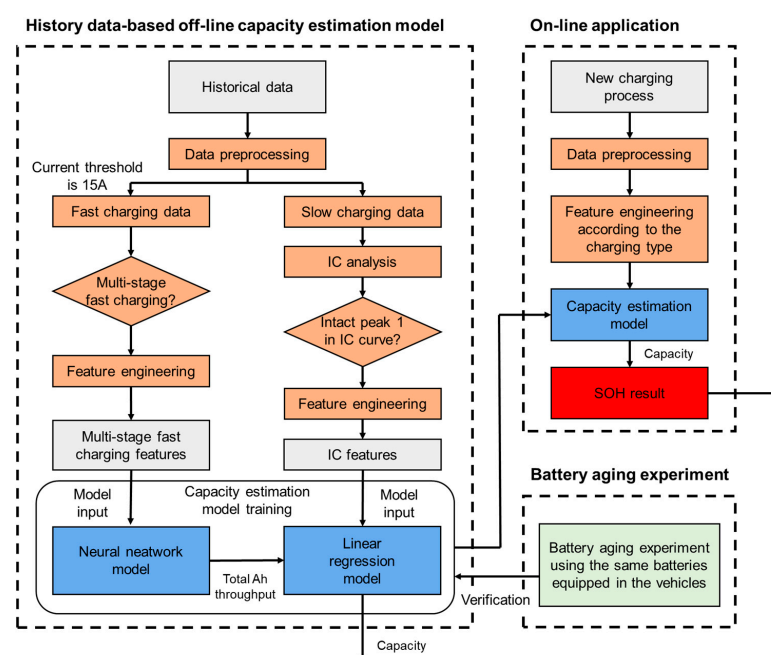 History data-based off-line capacity estimation model
Historical data
Data preprocessing
Current threshold
is 15A
Fast charging data
Slow charging data
Multi-stage
fast charging?
IC analysis
Intact peak 1
in IC curve?
Feature engineering
Feature engineering
Multi-stage fast
charging features
IC features
Model
input
Capacity estimation
model training
Model
input
Neural neatwork
model
Total Ah
throughput
Linear
regression
model
Capacity
On-line application
New charging
process
Data preprocessing
Feature engineering
according to the
charging type
Capacity estimation
model
Capacity
SOH result
Battery aging experiment
Battery aging experiment
using the same batteries
equipped in the vehicles
Verification